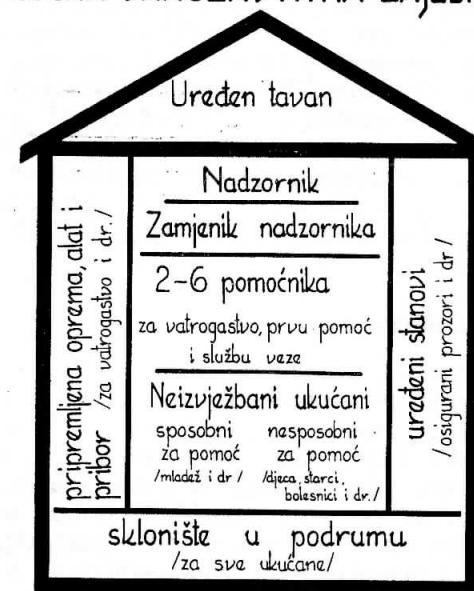 Uređen tavan
pripremljena oprema, alat i
pribor /za vatrogastvo i dr./
Nadzornik
Zamjenik nadzornika
2-6 pomoćnika
za vatrogastvo, prvu pomoć
i službu veze
Neizvježbani ukućani
sposobni
za pomoć
/mladež i dr/
nesposobni
za pomoć
/djeca, starci,
bolesnici i dr./
uređeni stanovi
/osigurani prozori i dr/
sklonište u podrumu
/za sve ukućane/